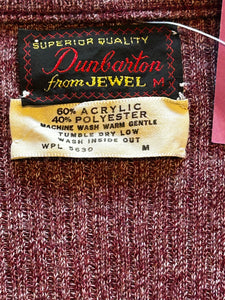 SUPERIOR QUALITY
Dunbarton
from JEWEL M
60% ACRYLIC
40% POLYESTER
MACHINE WASH WARM GENTLE
TUMBLE DRY LOW
WASH INSIDE OUT
WPL 5630 M